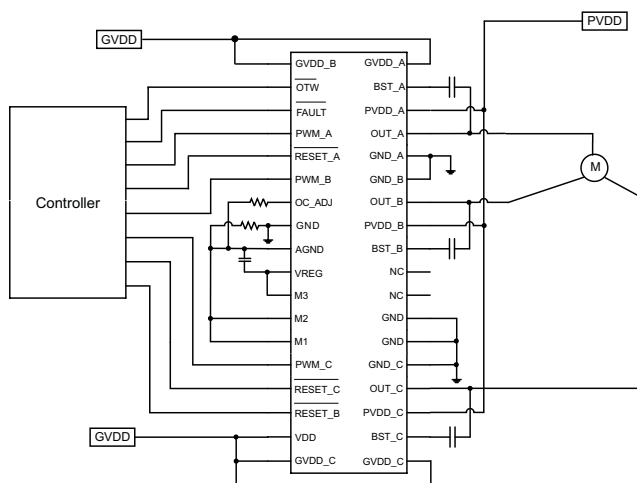 PVDD
GVDD
GVDD_B
GVDD_A
OTW
BST_A
FAULT
PVDD_A
PWM_A
OUT_A
RESET_A
GND_A
M
PWM_B
GND_B
Controller
OC_ADJ
OUT_B
GND
PVDD_B
AGND
BST_B
VREG
NC
M3
NC
M2
GND
M1
GND
PWM_C
GND_C
RESET_C
OUT_C
RESET_B
PVDD_C
GVDD
VDD
BST_C
GVDD_C
GVDD_C